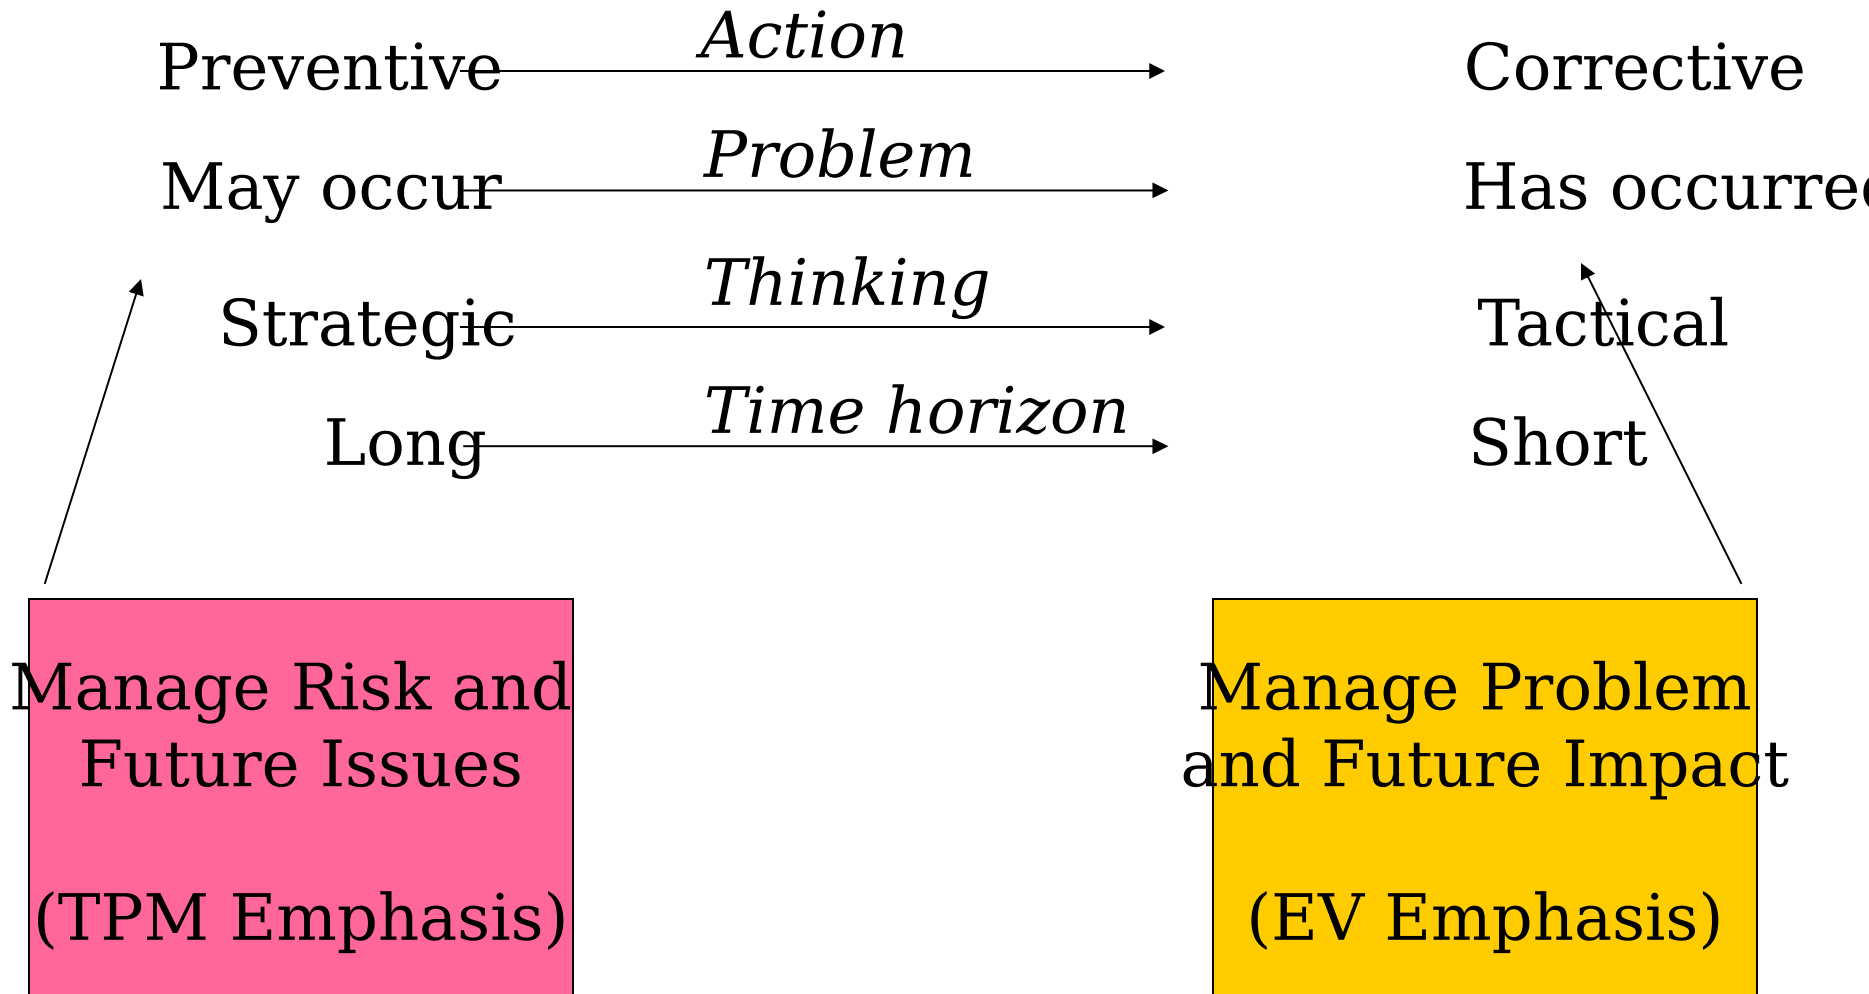 Preventive Action Corrective
May occur Problem Has occurred
Strategic Thinking Tactical
Long Time horizon Short
Manage Risk and
Future Issues
(TPM Emphasis)
Manage Problem
and Future Impact
(EV Emphasis)